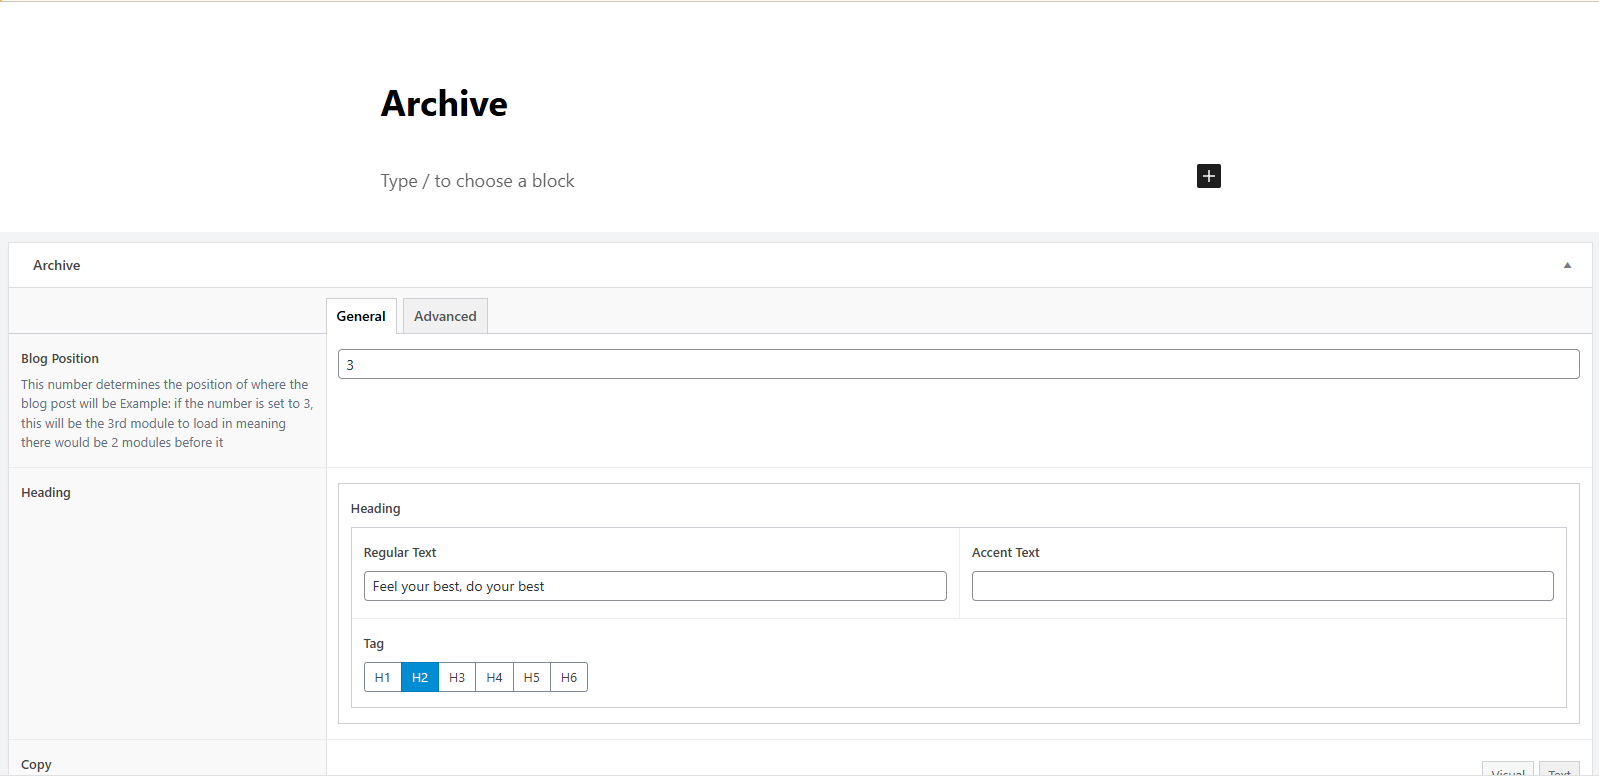 Archive
Type / to choose a block
Archive
General
Advanced
Blog Position
This number determines the position of where the
blog post will be Example: if the number is set to 3,
this will be the 3rd module to load in meaning
there would be 2 modules before it
3
Heading
Heading
Regular Text
Accent Text
Feel your best, do your best
Tag
H1 H2 H3 H4 H5 H6
Copy
Visual
Text